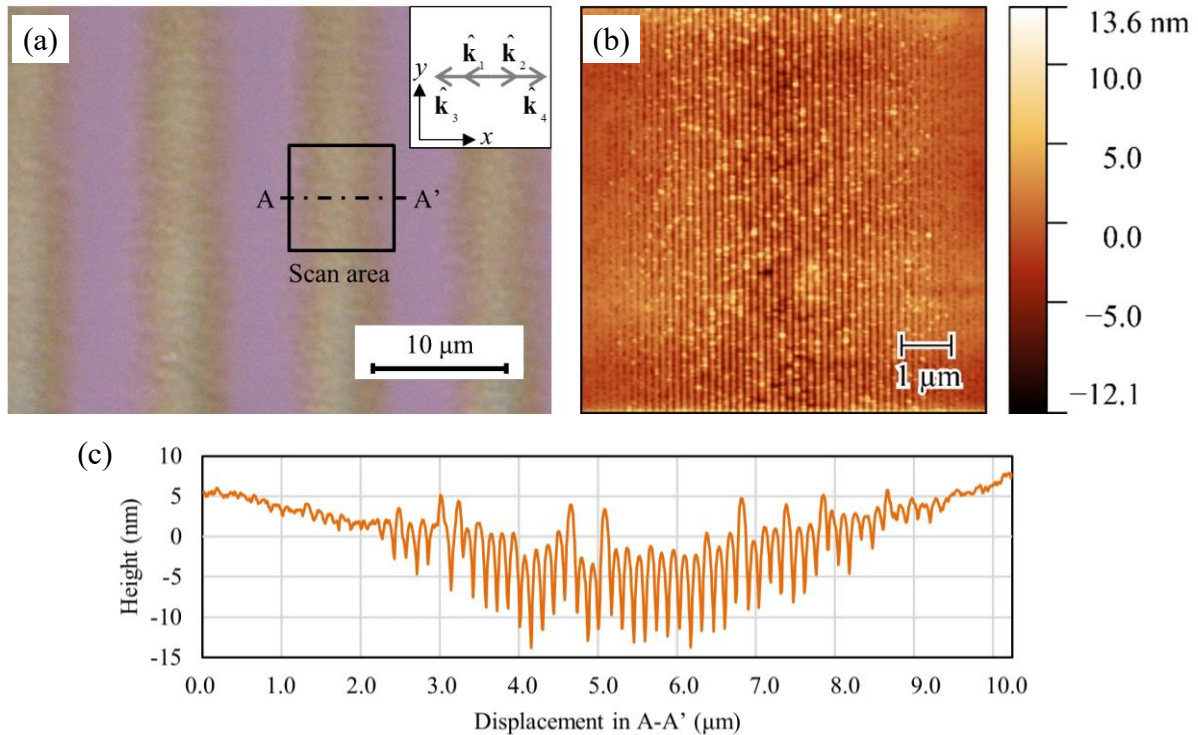 (a)
k̂₁ k̂₂
y
k̂₃ k̂₄
x
A A'
Scan area
10 μm
(b)
1 μm
13.6 nm
10.0
5.0
0.0
−5.0
−12.1
(c)
10
5
0
-5
-10
-15
Height (nm)
0.0 1.0 2.0 3.0 4.0 5.0 6.0 7.0 8.0 9.0 10.0
Displacement in A-A' (μm)